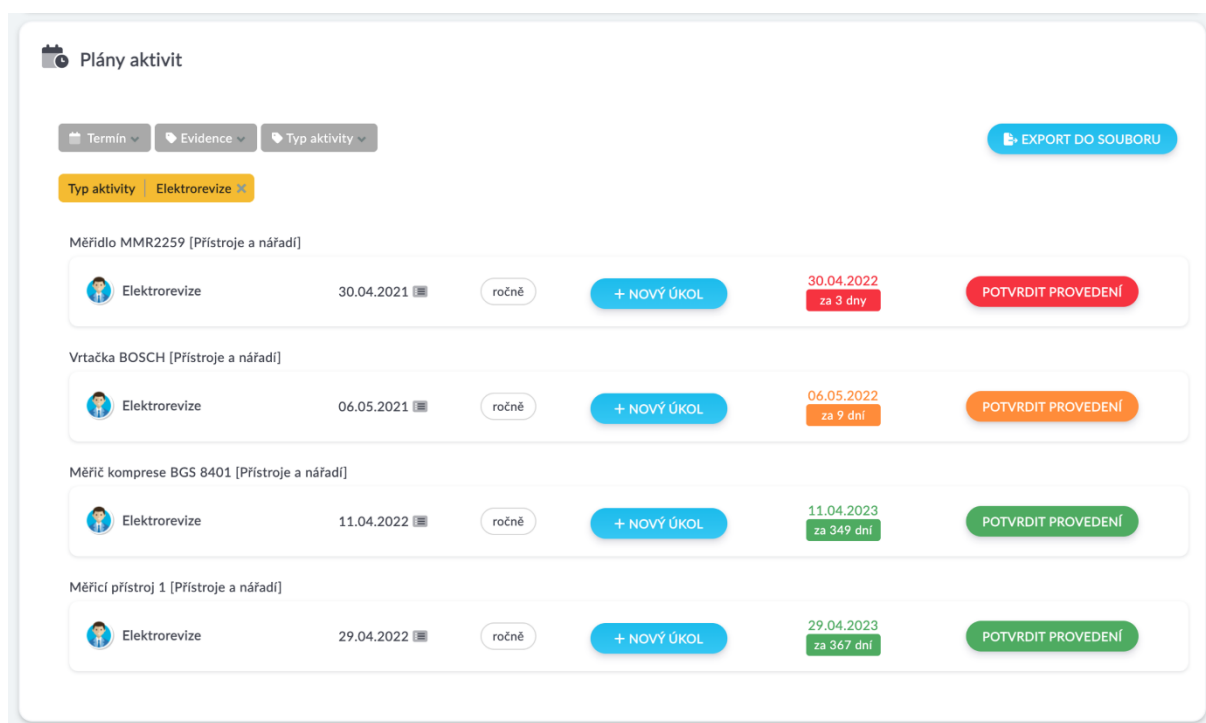 Plány aktivit
Termín Evidence Typ aktivity EXPORT DO SOUBORU
Typ aktivity Elektrorevize
Měřidlo MMR2259 [Přístroje a nářadí]
Elektrorevize 30.04.2021 ročně + NOVÝ ÚKOL 30.04.2022 POTVRDIT PROVEDENÍ
za 3 dny
Vrtačka BOSCH [Přístroje a nářadí]
Elektrorevize 06.05.2021 ročně + NOVÝ ÚKOL 06.05.2022 POTVRDIT PROVEDENÍ
za 9 dní
Měřič komprese BGS 8401 [Přístroje a nářadí]
Elektrorevize 11.04.2022 ročně + NOVÝ ÚKOL 11.04.2023 POTVRDIT PROVEDENÍ
za 349 dní
Měřicí přístroj 1 [Přístroje a nářadí]
Elektrorevize 29.04.2022 ročně + NOVÝ ÚKOL 29.04.2023 POTVRDIT PROVEDENÍ
za 367 dní